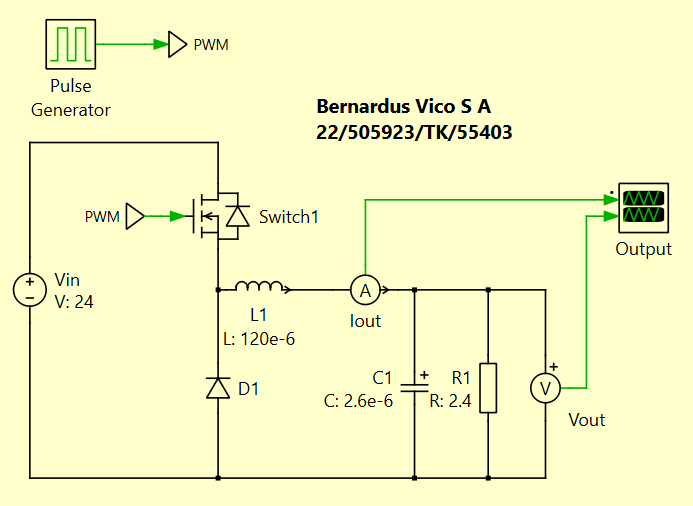 PWM
Pulse
Generator
Bernardus Vico S A
22/505923/TK/55403
PWM
Switch1
Output
Vin
V: 24
L1
L: 120e-6
A
Iout
D1
C1
C: 2.6e-6
R1
R: 2.4
V
Vout